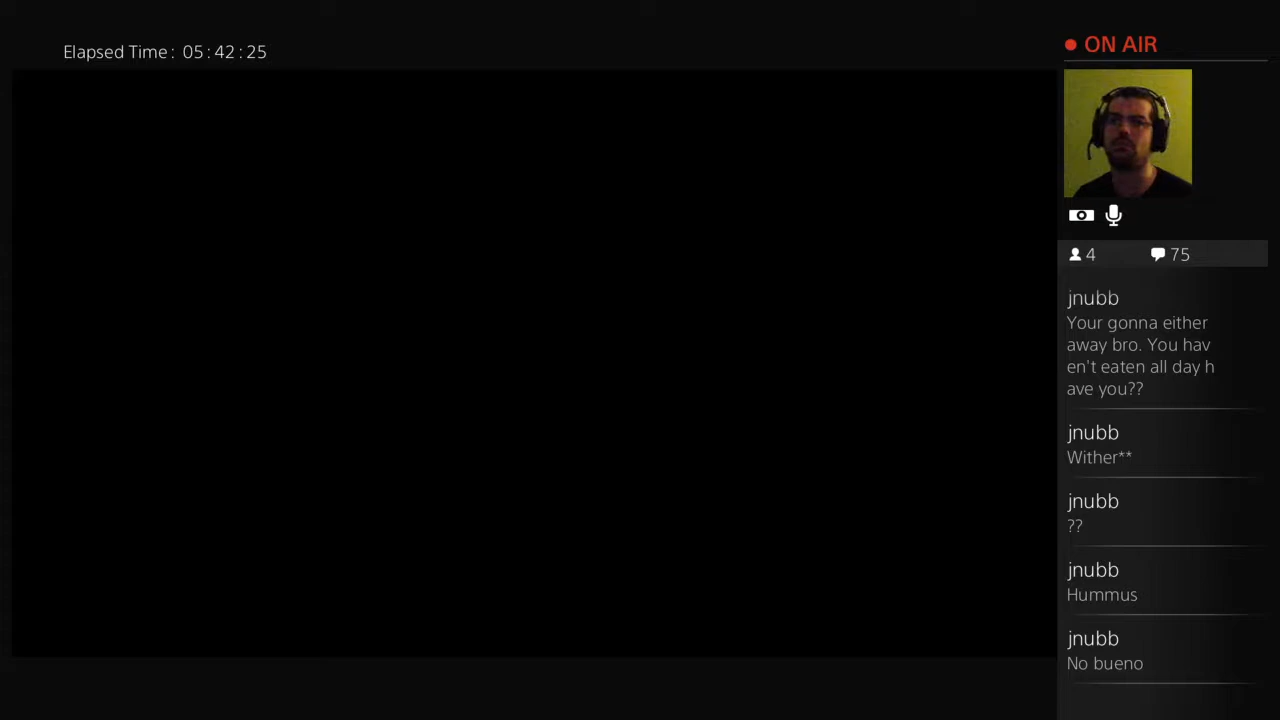 Elapsed Time: 05:42:25
ON AIR
4 75
jnubb
Your gonna either
away bro. You hav
en't eaten all day h
ave you??
jnubb
Wither**
jnubb
??
jnubb
Hummus
jnubb
No bueno